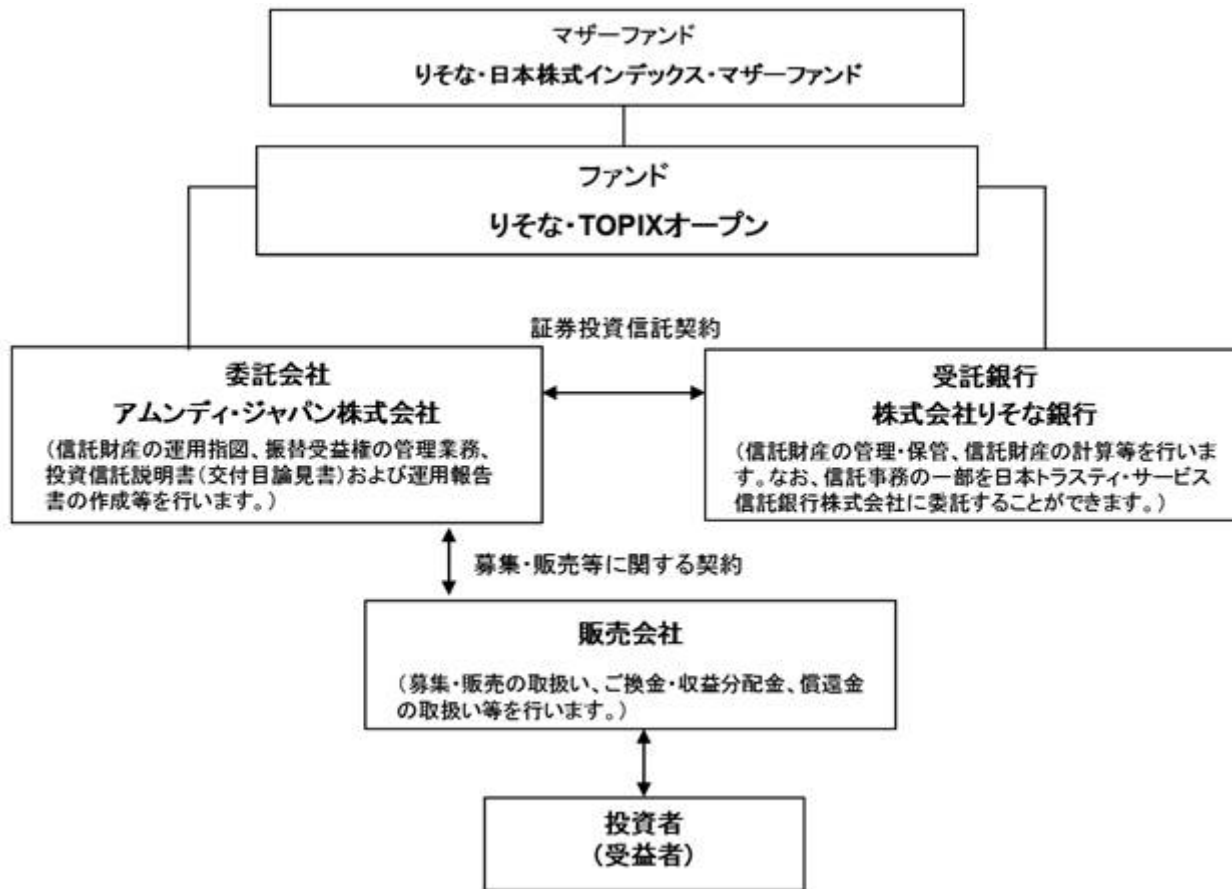 マザーファンド
りそな・日本株式インデックス・マザーファンド
ファンド
りそな・TOPIXオープン
証券投資信託契約
委託会社
アムンディ・ジャパン株式会社
(信託財産の運用指図、振替受益権の管理業務、
投資信託説明書(交付目論見書)および運用報告
書の作成等を行います。)
受託銀行
株式会社りそな銀行
(信託財産の管理・保管、信託財産の計算等を行いま
す。なお、信託事務の一部を日本トラスティ・サービス
信託銀行株式会社に委託することができます。)
募集・販売等に関する契約
販売会社
(募集・販売の取扱い、ご換金・収益分配金、償還金
の取扱い等を行います。)
投資者
(受益者)